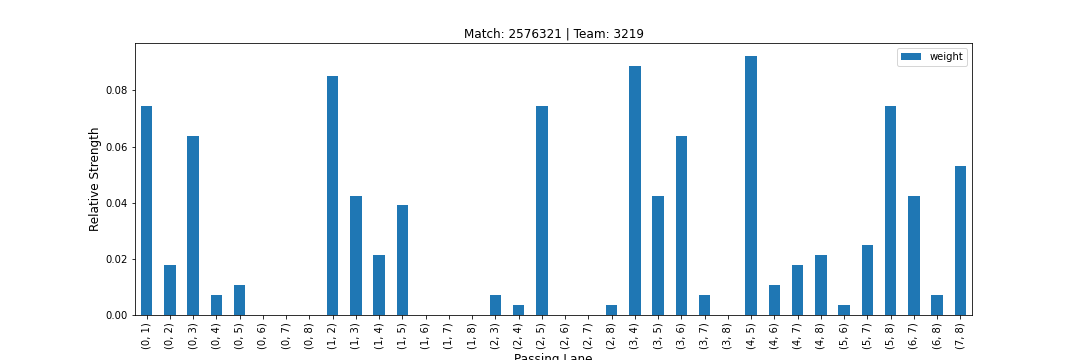 Match: 2576321 | Team: 3219
weight
Relative Strength
0.08
0.06
0.04
0.02
0.00
(0, 1) (0, 2) (0, 3) (0, 4) (0, 5) (0, 6) (0, 7) (0, 8) (1, 2) (1, 3) (1, 4) (1, 5) (1, 6) (1, 7) (1, 8) (2, 3) (2, 4) (2, 5) (2, 6) (2, 7) (2, 8) (3, 4) (3, 5) (3, 6) (3, 7) (3, 8) (4, 5) (4, 6) (4, 7) (4, 8) (5, 6) (5, 7) (5, 8) (6, 7) (6, 8) (7, 8)
Passing Lane